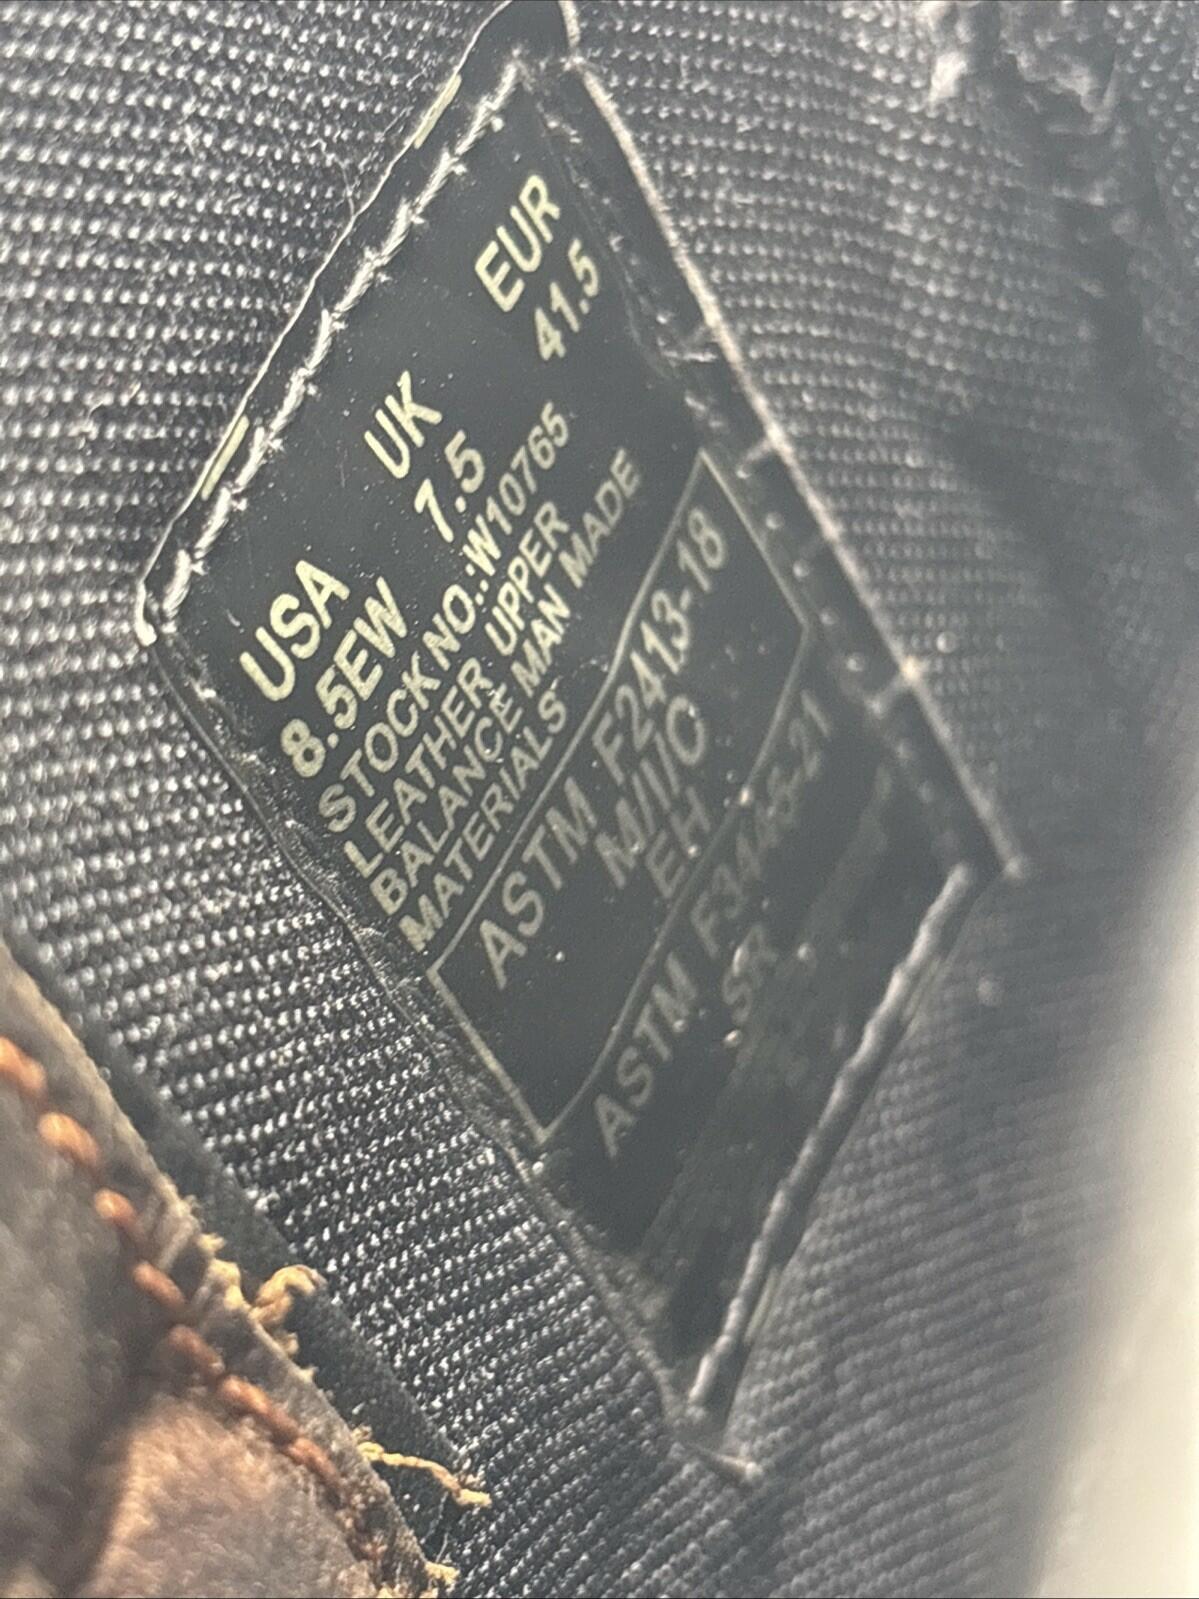 USA UK EUR
8.5EW 7.5 41.5
STOCK NO.:W10765
LEATHER UPPER
BALANCE MAN MADE
MATERIALS
ASTM F2413-18
M/I/C
EH
ASTM F3445-21
SR